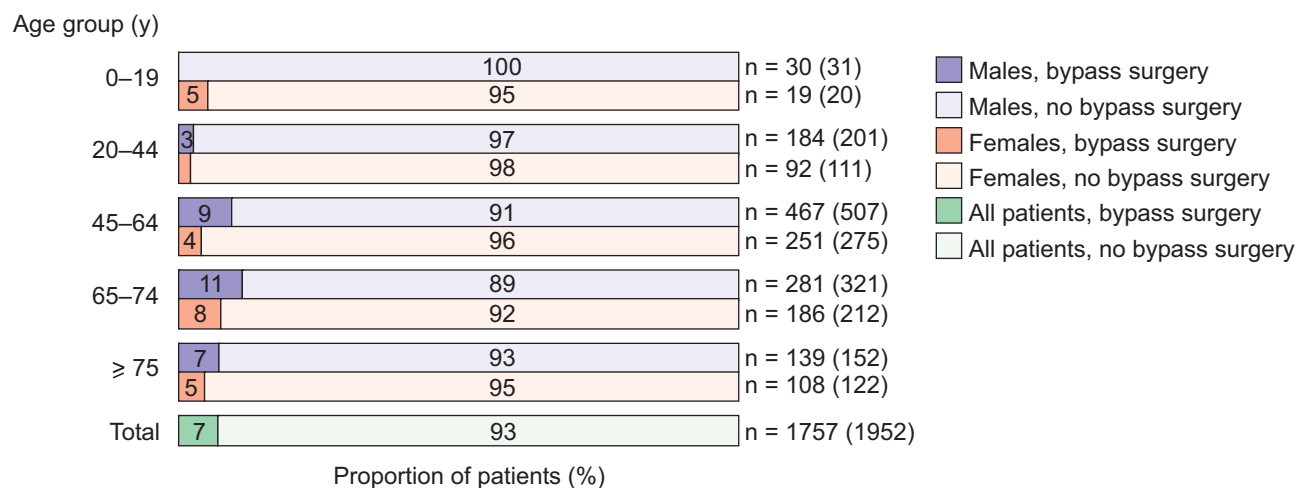 Age group (y)
0–19
100
n = 30 (31)
5
95
n = 19 (20)
20–44
3
97
n = 184 (201)
98
n = 92 (111)
45–64
9
91
n = 467 (507)
4
96
n = 251 (275)
65–74
11
89
n = 281 (321)
8
92
n = 186 (212)
⩾ 75
7
93
n = 139 (152)
5
95
n = 108 (122)
Total
7
93
n = 1757 (1952)
Proportion of patients (%)
Males, bypass surgery
Males, no bypass surgery
Females, bypass surgery
Females, no bypass surgery
All patients, bypass surgery
All patients, no bypass surgery